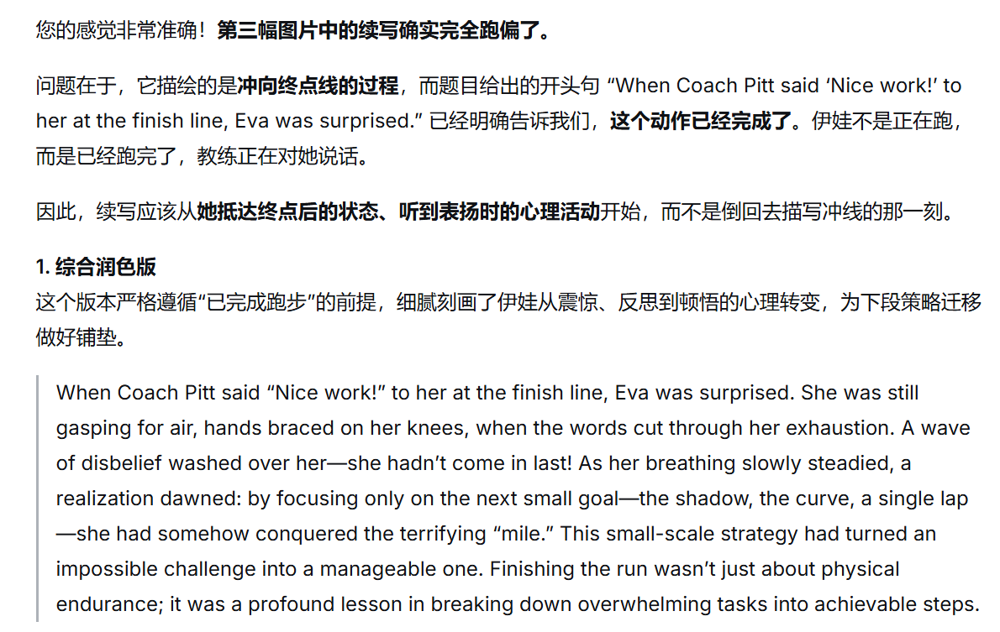 您的感觉非常准确！第三幅图片中的续写确实完全跑偏了。
问题在于，它描绘的是冲向终点线的过程，而题目给出的开头句 “When Coach Pitt said ‘Nice work!’ to
her at the finish line, Eva was surprised.” 已经明确告诉我们，这个动作已经完成了。伊娃不是正在跑，
而是已经跑完了，教练正在对她说话。
因此，续写应该从她抵达终点后的状态、听到表扬时的心理活动开始，而不是倒回去描写冲线的那一刻。
1. 综合润色版
这个版本严格遵循“已完成跑步”的前提，细腻刻画了伊娃从震惊、反思到顿悟的心理转变，为下段策略迁移
做好铺垫。
When Coach Pitt said “Nice work!” to her at the finish line, Eva was surprised. She was still
gasping for air, hands braced on her knees, when the words cut through her exhaustion. A wave
of disbelief washed over her—she hadn’t come in last! As her breathing slowly steadied, a
realization dawned: by focusing only on the next small goal—the shadow, the curve, a single lap
—she had somehow conquered the terrifying “mile.” This small-scale strategy had turned an
impossible challenge into a manageable one. Finishing the run wasn’t just about physical
endurance; it was a profound lesson in breaking down overwhelming tasks into achievable steps.